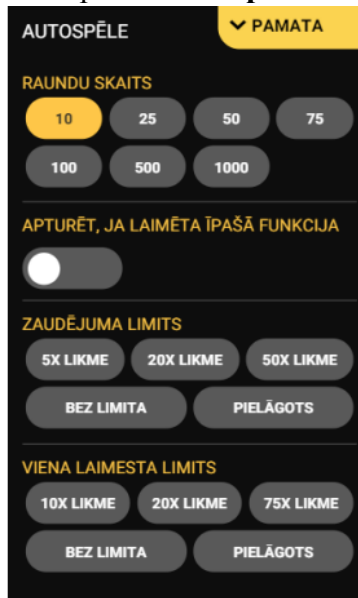 AUTOSPĒLE
PAMATA
RAUNDU SKAITS
10 25 50 75
100 500 1000
APTURĒT, JA LAIMĒTA ĪPAŠĀ FUNKCIJA
ZAUDĒJUMA LIMITS
5X LIKME 20X LIKME 50X LIKME
BEZ LIMITA PIELĀGOTS
VIENA LAIMESTA LIMITS
10X LIKME 20X LIKME 75X LIKME
BEZ LIMITA PIELĀGOTS